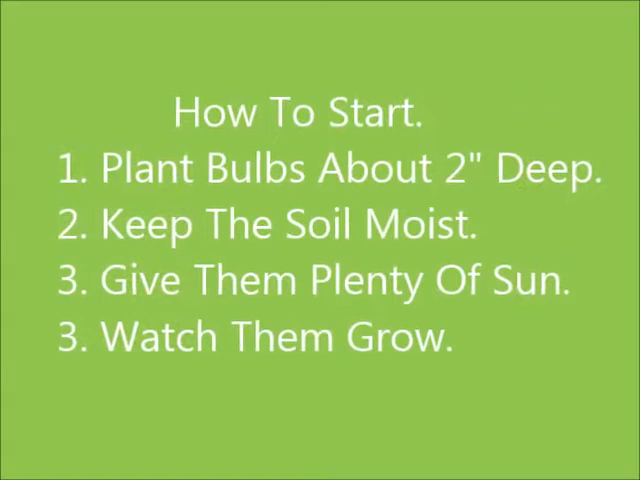 How To Start.
1. Plant Bulbs About 2" Deep.
2. Keep The Soil Moist.
3. Give Them Plenty Of Sun.
3. Watch Them Grow.